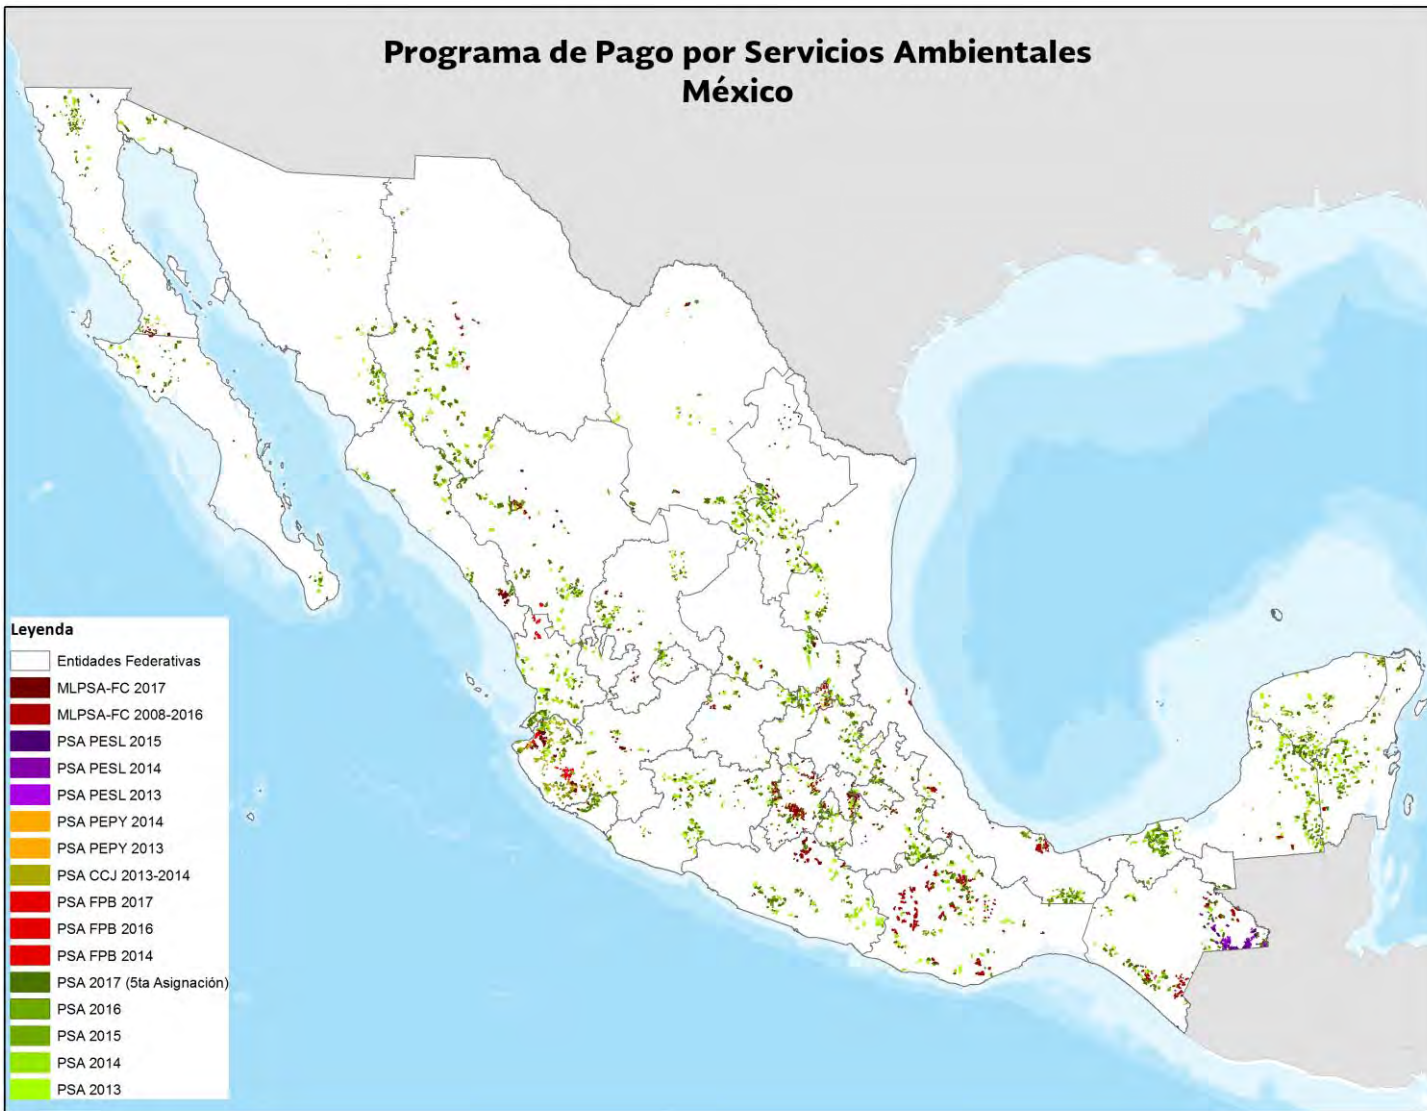 Programa de Pago por Servicios Ambientales
México
Leyenda
Entidades Federativas
MLPSA-FC 2017
MLPSA-FC 2008-2016
PSA PESL 2015
PSA PESL 2014
PSA PESL 2013
PSA PEPY 2014
PSA PEPY 2013
PSA CCJ 2013-2014
PSA FPB 2017
PSA FPB 2016
PSA FPB 2014
PSA 2017 (5ta Asignación)
PSA 2016
PSA 2015
PSA 2014
PSA 2013